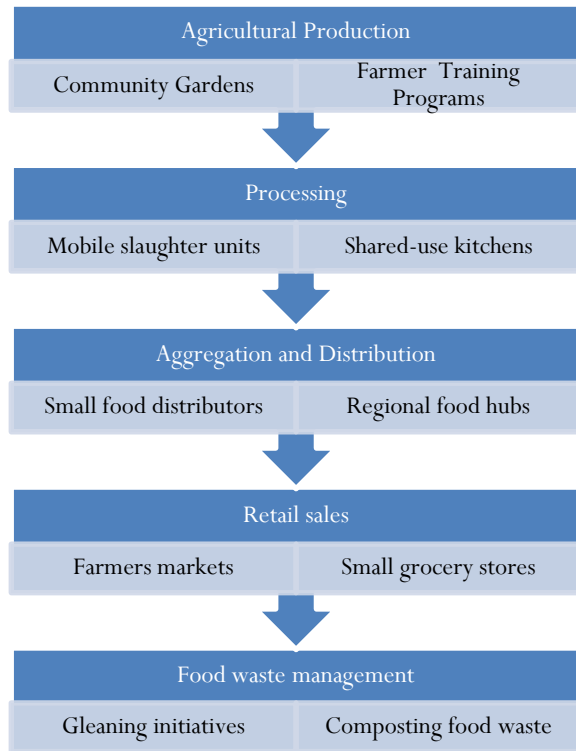 Agricultural Production
Community Gardens
Farmer Training
Programs
Processing
Mobile slaughter units
Shared-use kitchens
Aggregation and Distribution
Small food distributors
Regional food hubs
Retail sales
Farmers markets
Small grocery stores
Food waste management
Gleaning initiatives
Composting food waste